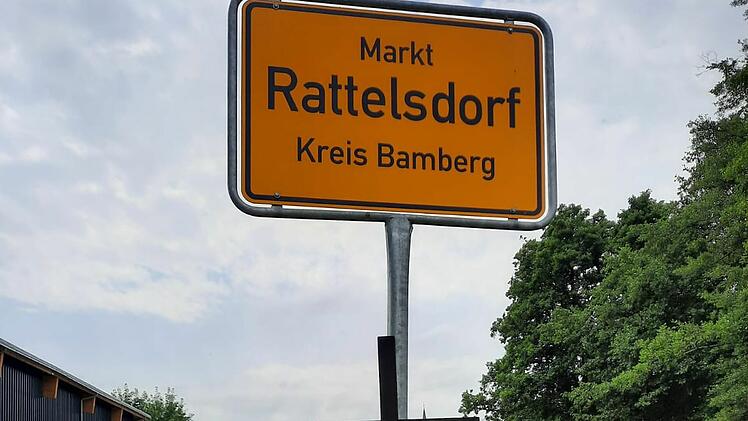 Markt
Rattelsdorf
Kreis Bamberg